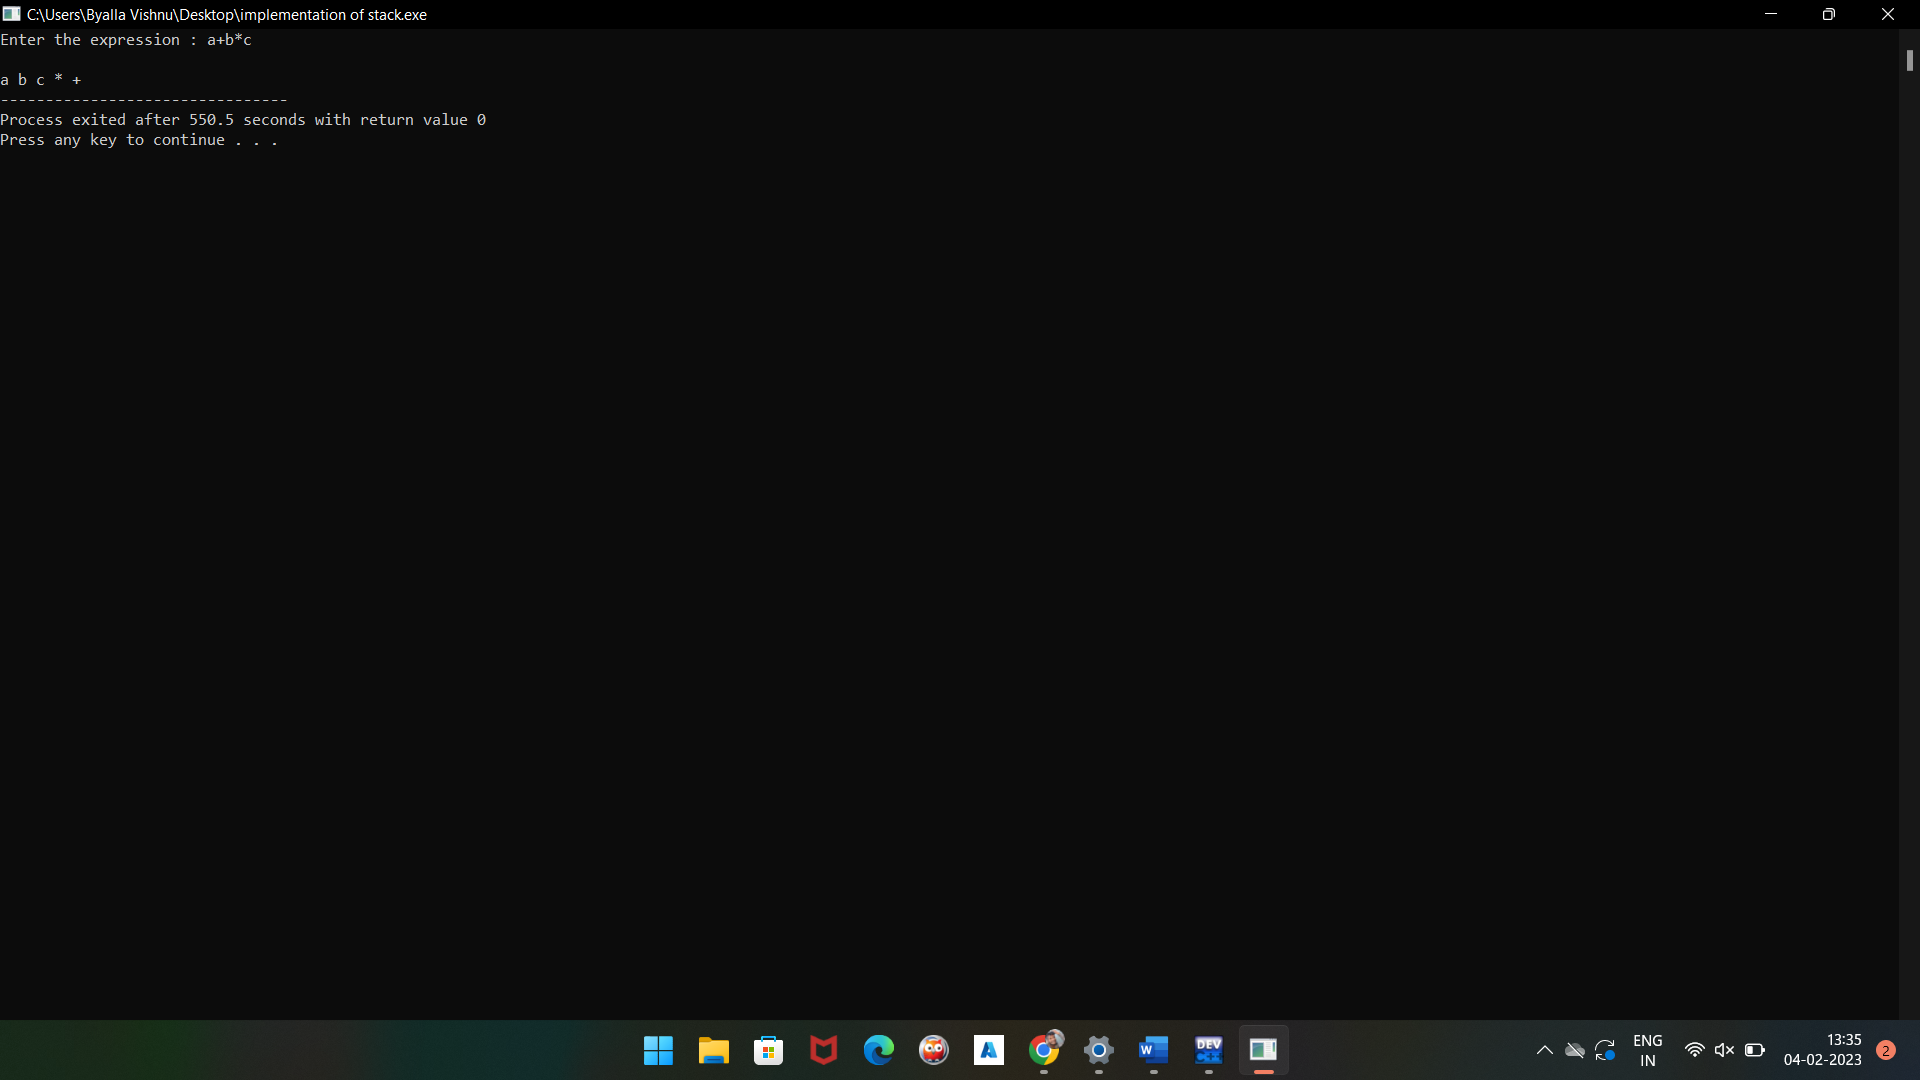 C:\Users\Byalla Vishnu\Desktop\implementation of stack.exe
Enter the expression : a+b*c
a b c * +
--------------------------------
Process exited after 550.5 seconds with return value 0
Press any key to continue . . .
W
DEV
C++
ENG
IN
13:35
04-02-2023
2